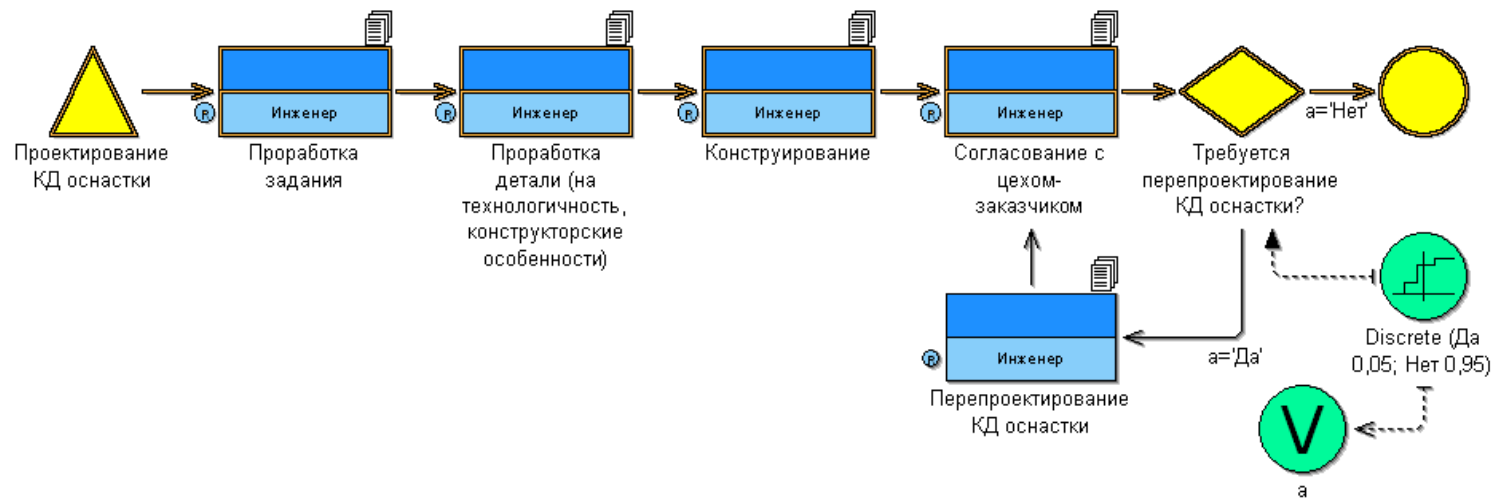 Проектирование
КД оснастки
R
Инженер
Проработка
задания
R
Инженер
Проработка
детали (на
технологичность,
конструкторские
особенности)
R
Инженер
Конструирование
R
Инженер
Согласование с
цехом-
заказчиком
Требуется
перепроектирование
КД оснастки?
a='Нет'
R
Инженер
Перепроектирование
КД оснастки
a='Да'
Discrete (Да
0,05; Нет 0,95)
V
a